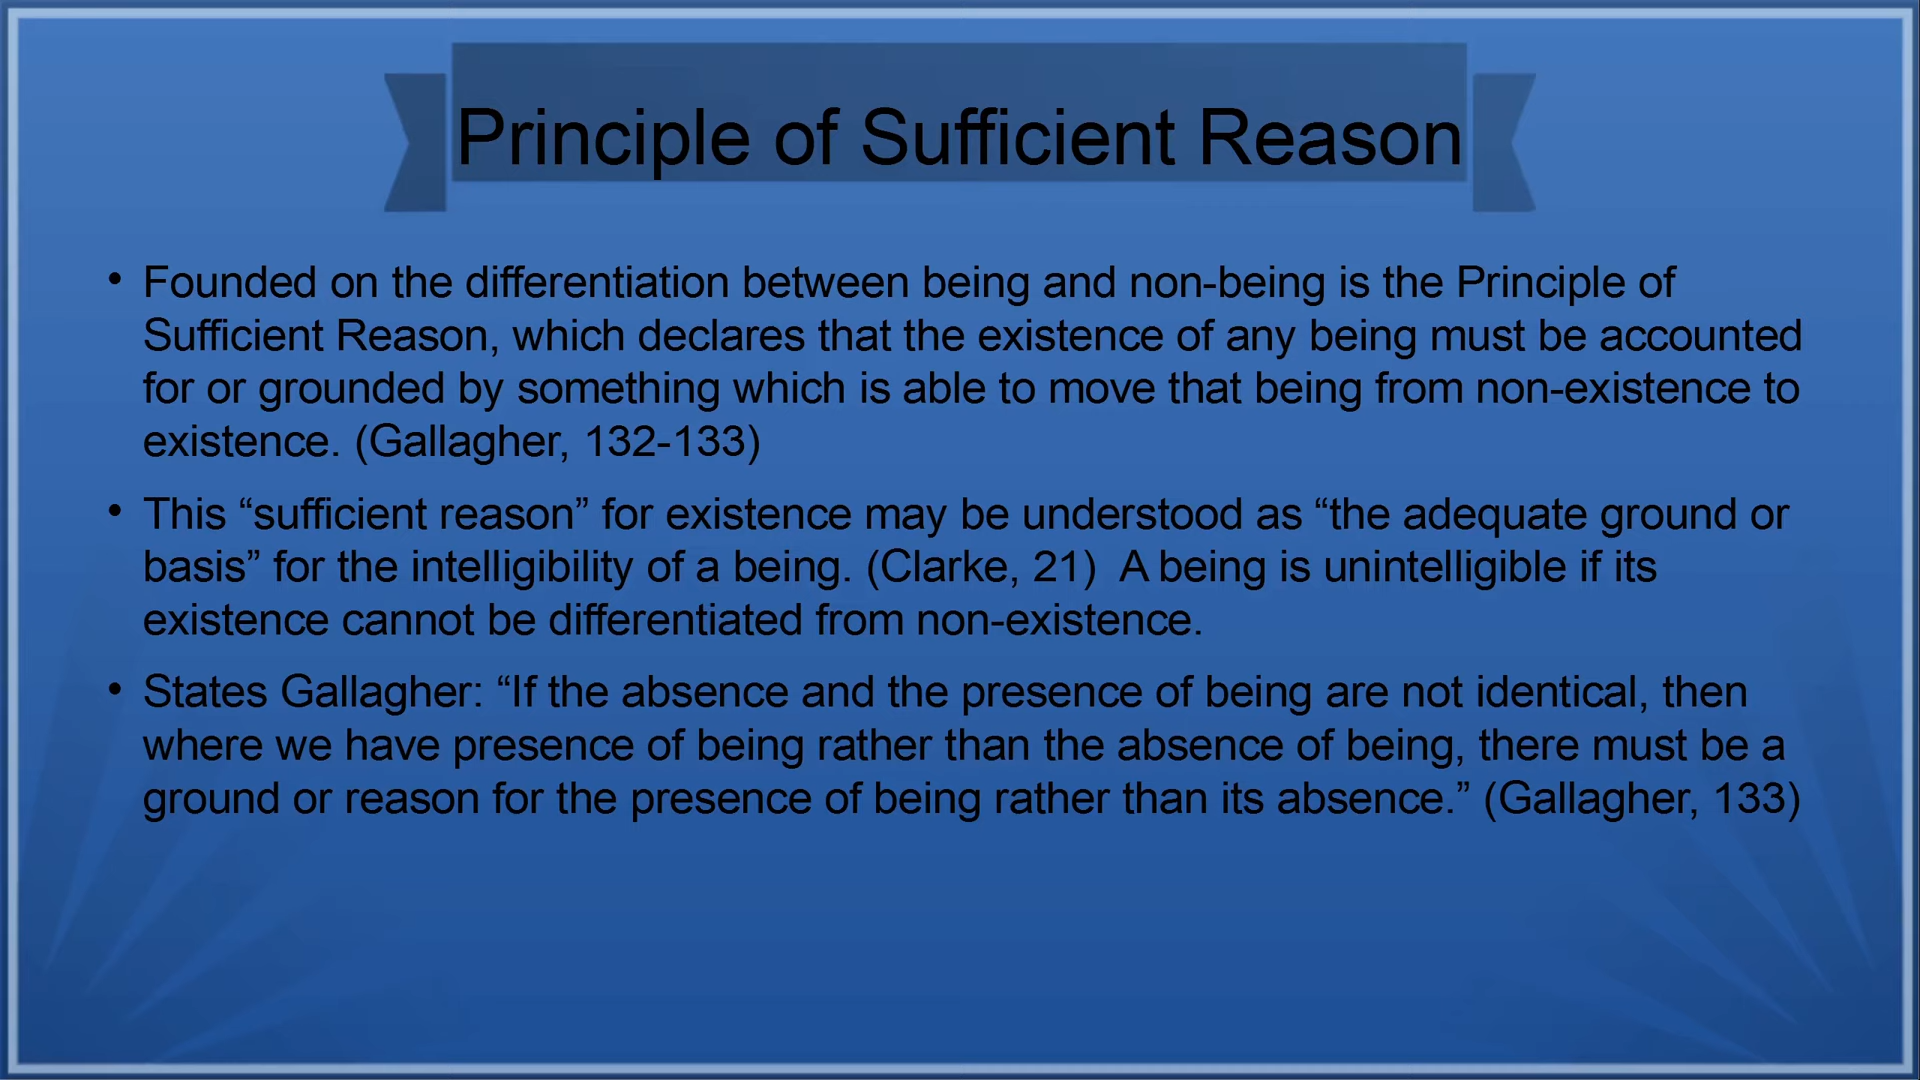 Principle of Sufficient Reason
• Founded on the differentiation between being and non-being is the Principle of
Sufficient Reason, which declares that the existence of any being must be accounted
for or grounded by something which is able to move that being from non-existence to
existence. (Gallagher, 132-133)
• This “sufficient reason” for existence may be understood as “the adequate ground or
basis” for the intelligibility of a being. (Clarke, 21)  A being is unintelligible if its
existence cannot be differentiated from non-existence.
• States Gallagher: “If the absence and the presence of being are not identical, then
where we have presence of being rather than the absence of being, there must be a
ground or reason for the presence of being rather than its absence.” (Gallagher, 133)